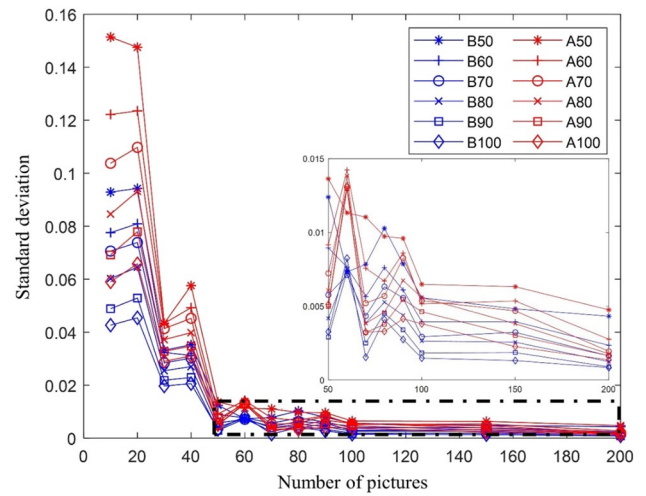 0.16
0.14
0.12
0.1
0.08
0.06
0.04
0.02
0
Standard deviation
B50 A50
B60 A60
B70 A70
B80 A80
B90 A90
B100 A100
0.015
0.01
0.005
0
50 100 150 200
0 20 40 60 80 100 120 140 160 180 200
Number of pictures